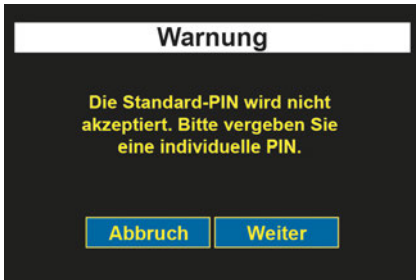 Warnung
Die Standard-PIN wird nicht
akzeptiert. Bitte vergeben Sie
eine individuelle PIN.
Abbruch Weiter